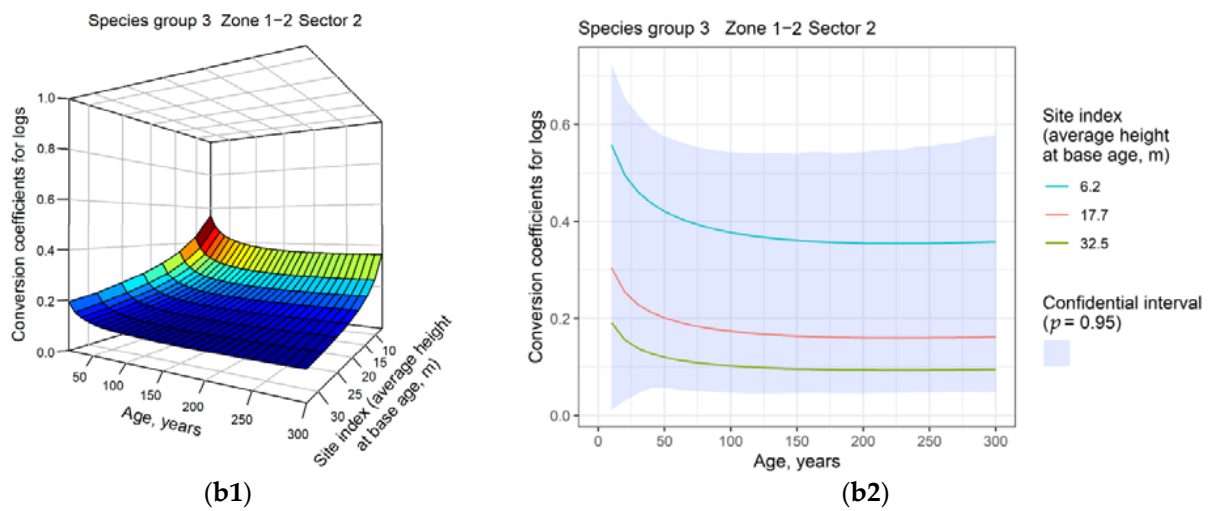 Species group 3 Zone 1−2 Sector 2
Conversion coefficients for logs
1.0
0.8
0.6
0.4
0.2
0.0
50
100
150
200
250
300
Age, years
10
15
20
25
30
Site index (average height
at base age, m)
(b1)
Species group 3 Zone 1−2 Sector 2
Conversion coefficients for logs
0.6
0.4
0.2
0.0
0
50
100
150
200
250
300
Age, years
Site index
(average height
at base age, m)
6.2
17.7
32.5
Confidential interval
(p = 0.95)
(b2)